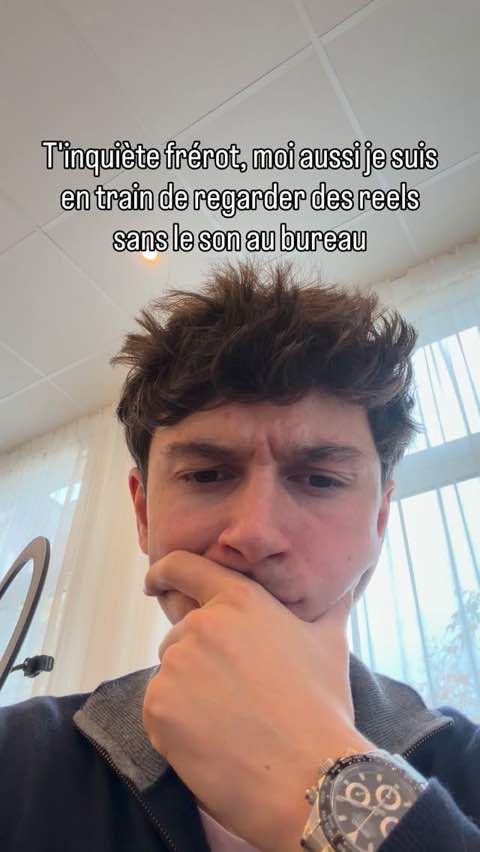 T'inquiète frérot, moi aussi je suis
en train de regarder des reels
sans le son au bureau